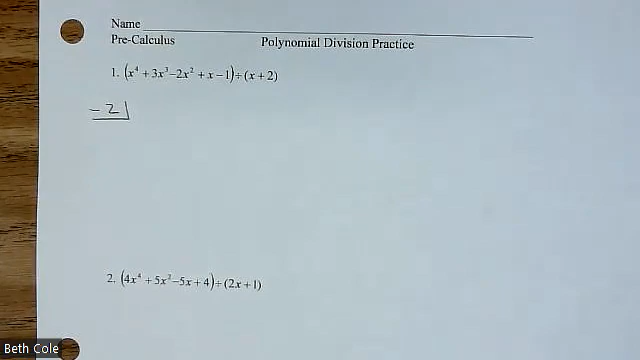 Name
Pre-Calculus Polynomial Division Practice
1. (x⁴ + 3x³ – 2x² + x – 1) ÷ (x + 2)
– 2
2. (4x⁴ + 5x² – 5x + 4) ÷ (2x + 1)
Beth Cole